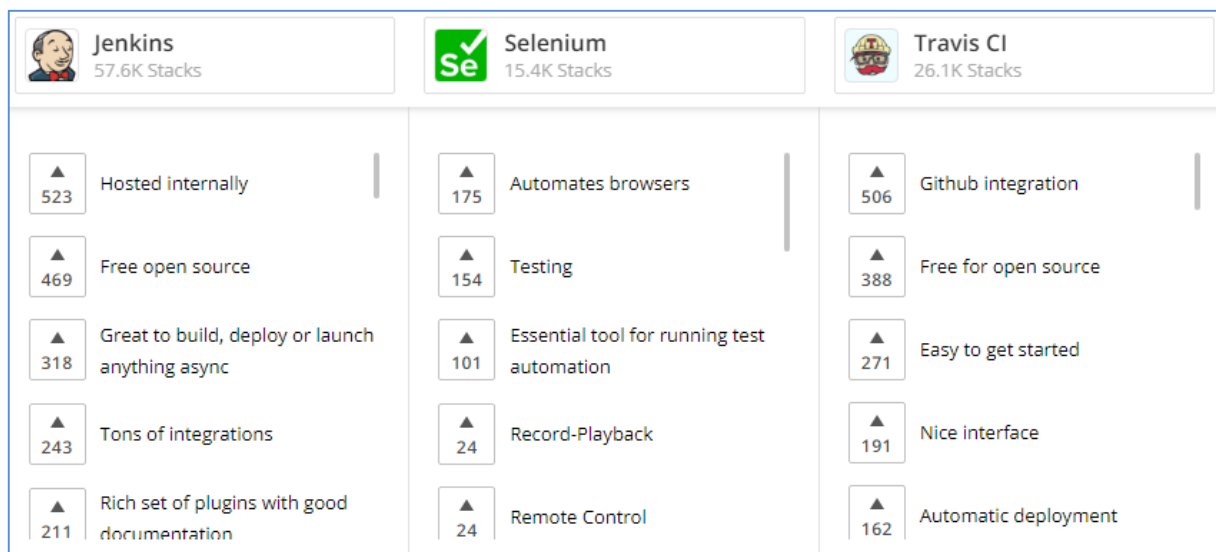 Jenkins
57.6K Stacks
Se
Selenium
15.4K Stacks
T
Travis CI
26.1K Stacks
523
Hosted internally
469
Free open source
318
Great to build, deploy or launch
anything async
243
Tons of integrations
211
Rich set of plugins with good
documentation
175
Automates browsers
154
Testing
101
Essential tool for running test
automation
24
Record-Playback
24
Remote Control
506
Github integration
388
Free for open source
271
Easy to get started
191
Nice interface
162
Automatic deployment